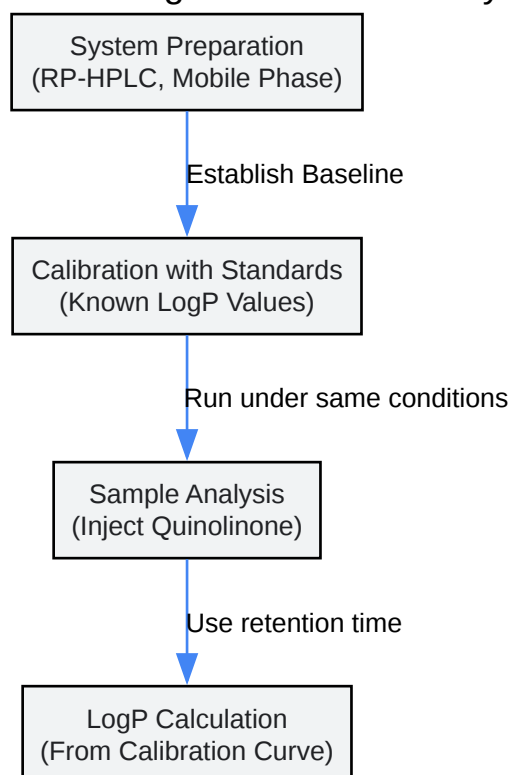 System Preparation
(RP-HPLC, Mobile Phase)
Establish Baseline
Calibration with Standards
(Known LogP Values)
Run under same conditions
Sample Analysis
(Inject Quinolinone)
Use retention time
LogP Calculation
(From Calibration Curve)